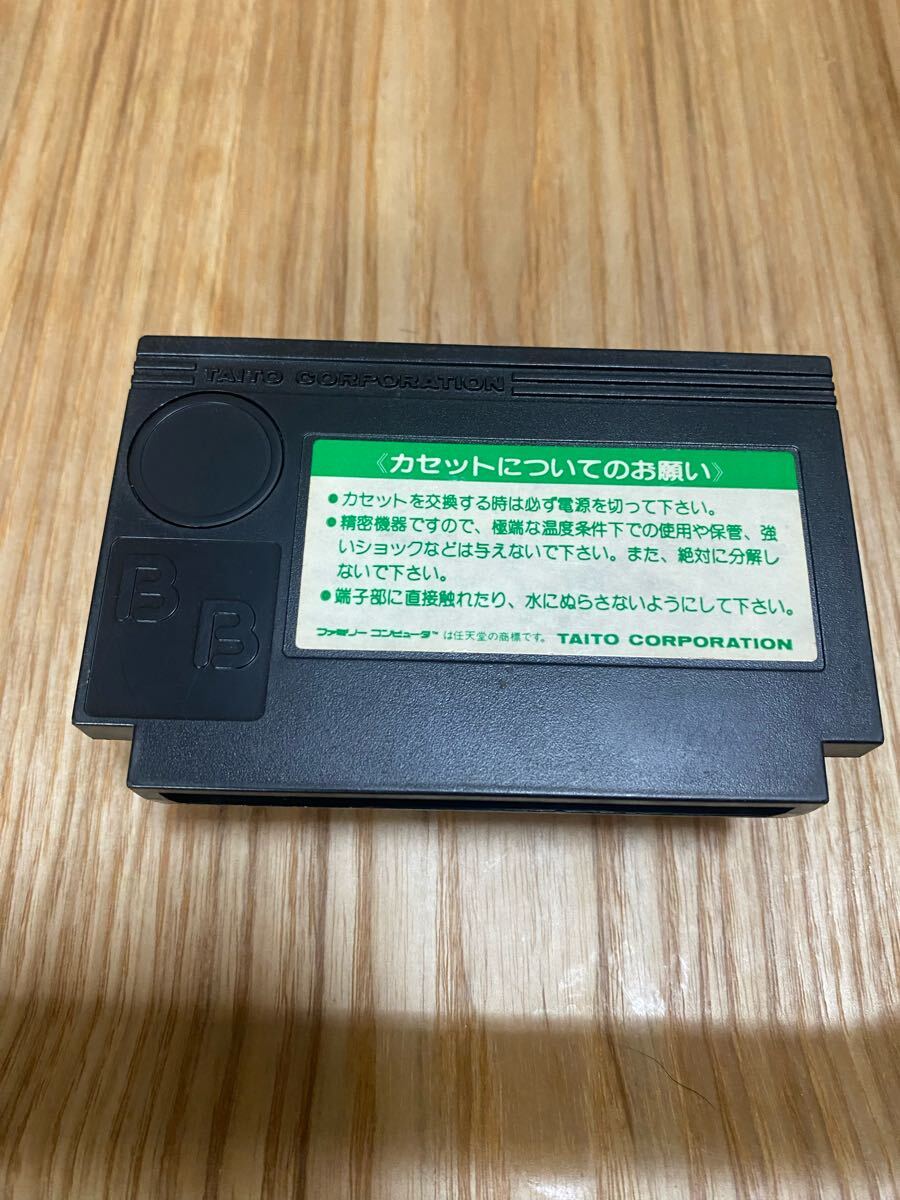 TAITO CORPORATION
《カセットについてのお願い》
●カセットを交換する時は必ず電源を切って下さい。
●精密機器ですので、極端な温度条件下での使用や保管、強
いショックなどは与えないで下さい。また、絶対に分解し
ないで下さい。
●端子部に直接触れたり、水にぬらさないようにして下さい。
ファミリーコンピュータ™は任天堂の商標です。 TAITO CORPORATION
B
B